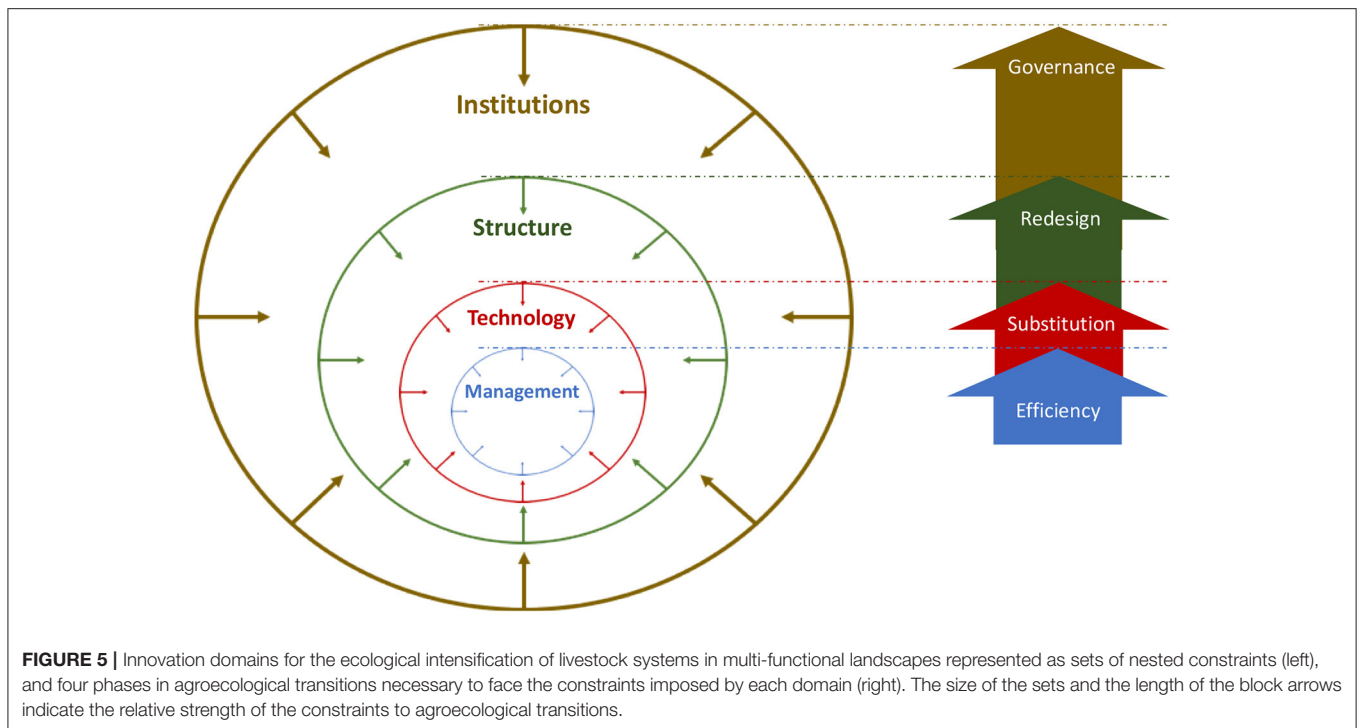 Institutions
Governance
Structure
Redesign
Technology
Substitution
Management
Efficiency
FIGURE 5 | Innovation domains for the ecological intensification of livestock systems in multi-functional landscapes represented as sets of nested constraints (left),
and four phases in agroecological transitions necessary to face the constraints imposed by each domain (right). The size of the sets and the length of the block arrows
indicate the relative strength of the constraints to agroecological transitions.